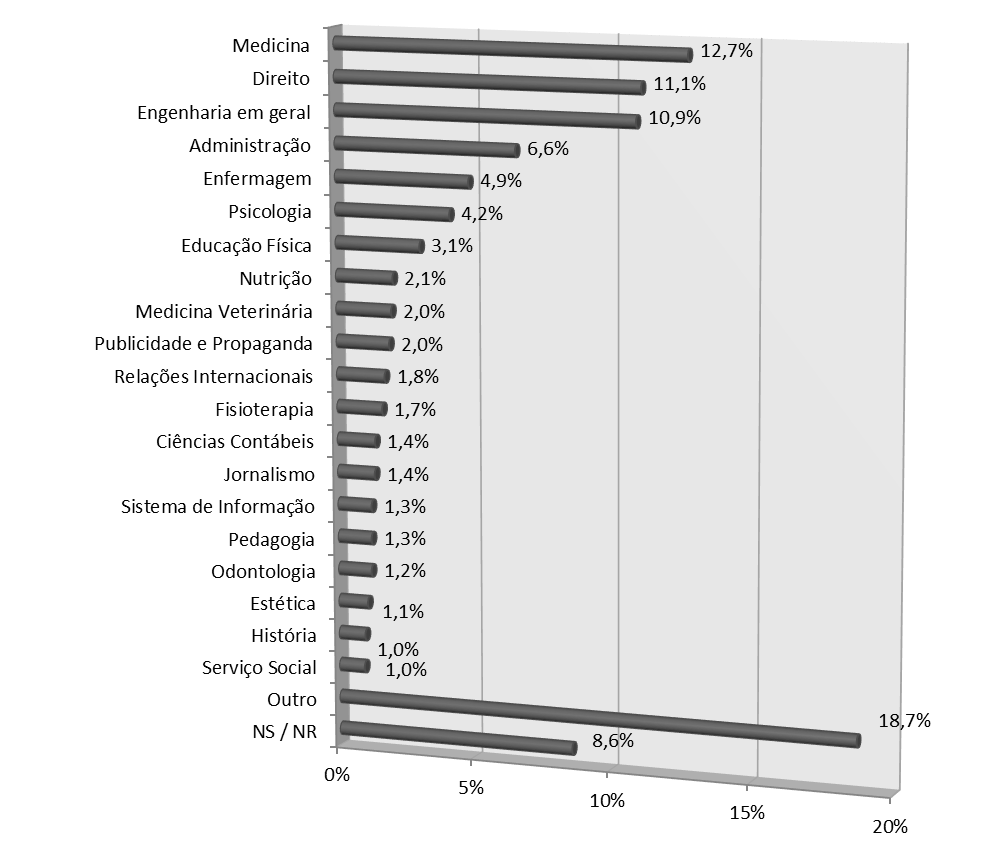 Medicina 12,7%
Direito 11,1%
Engenharia em geral 10,9%
Administração 6,6%
Enfermagem 4,9%
Psicologia 4,2%
Educação Física 3,1%
Nutrição 2,1%
Medicina Veterinária 2,0%
Publicidade e Propaganda 2,0%
Relações Internacionais 1,8%
Fisioterapia 1,7%
Ciências Contábeis 1,4%
Jornalismo 1,4%
Sistema de Informação 1,3%
Pedagogia 1,3%
Odontologia 1,2%
Estética 1,1%
História 1,0%
Serviço Social 1,0%
Outro 18,7%
NS / NR 8,6%
0% 5% 10% 15% 20%